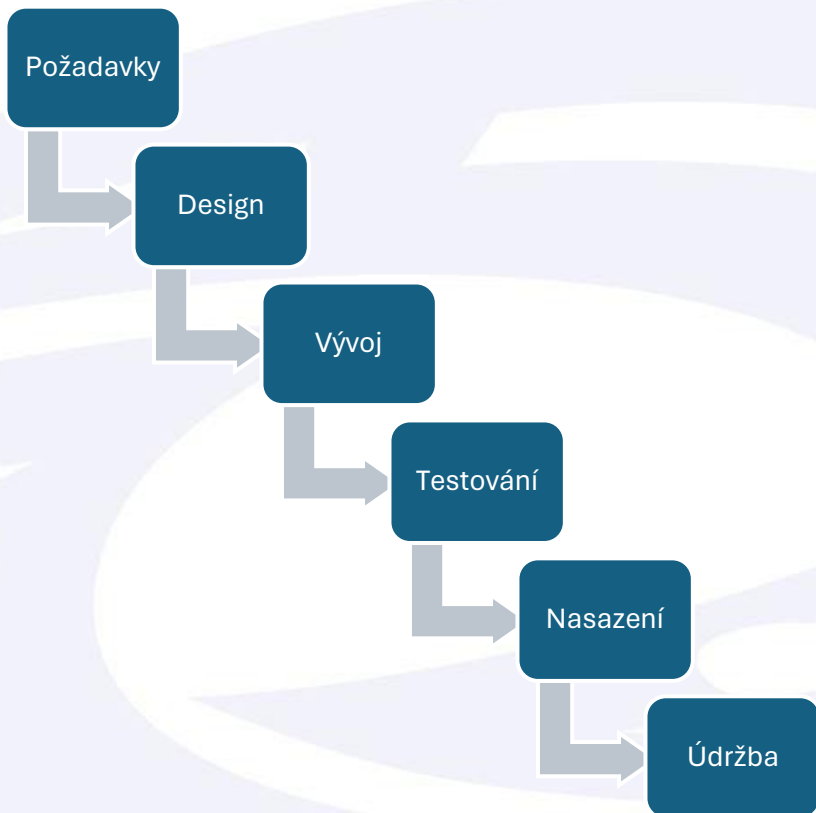 Požadavky
Design
Vývoj
Testování
Nasazení
Údržba